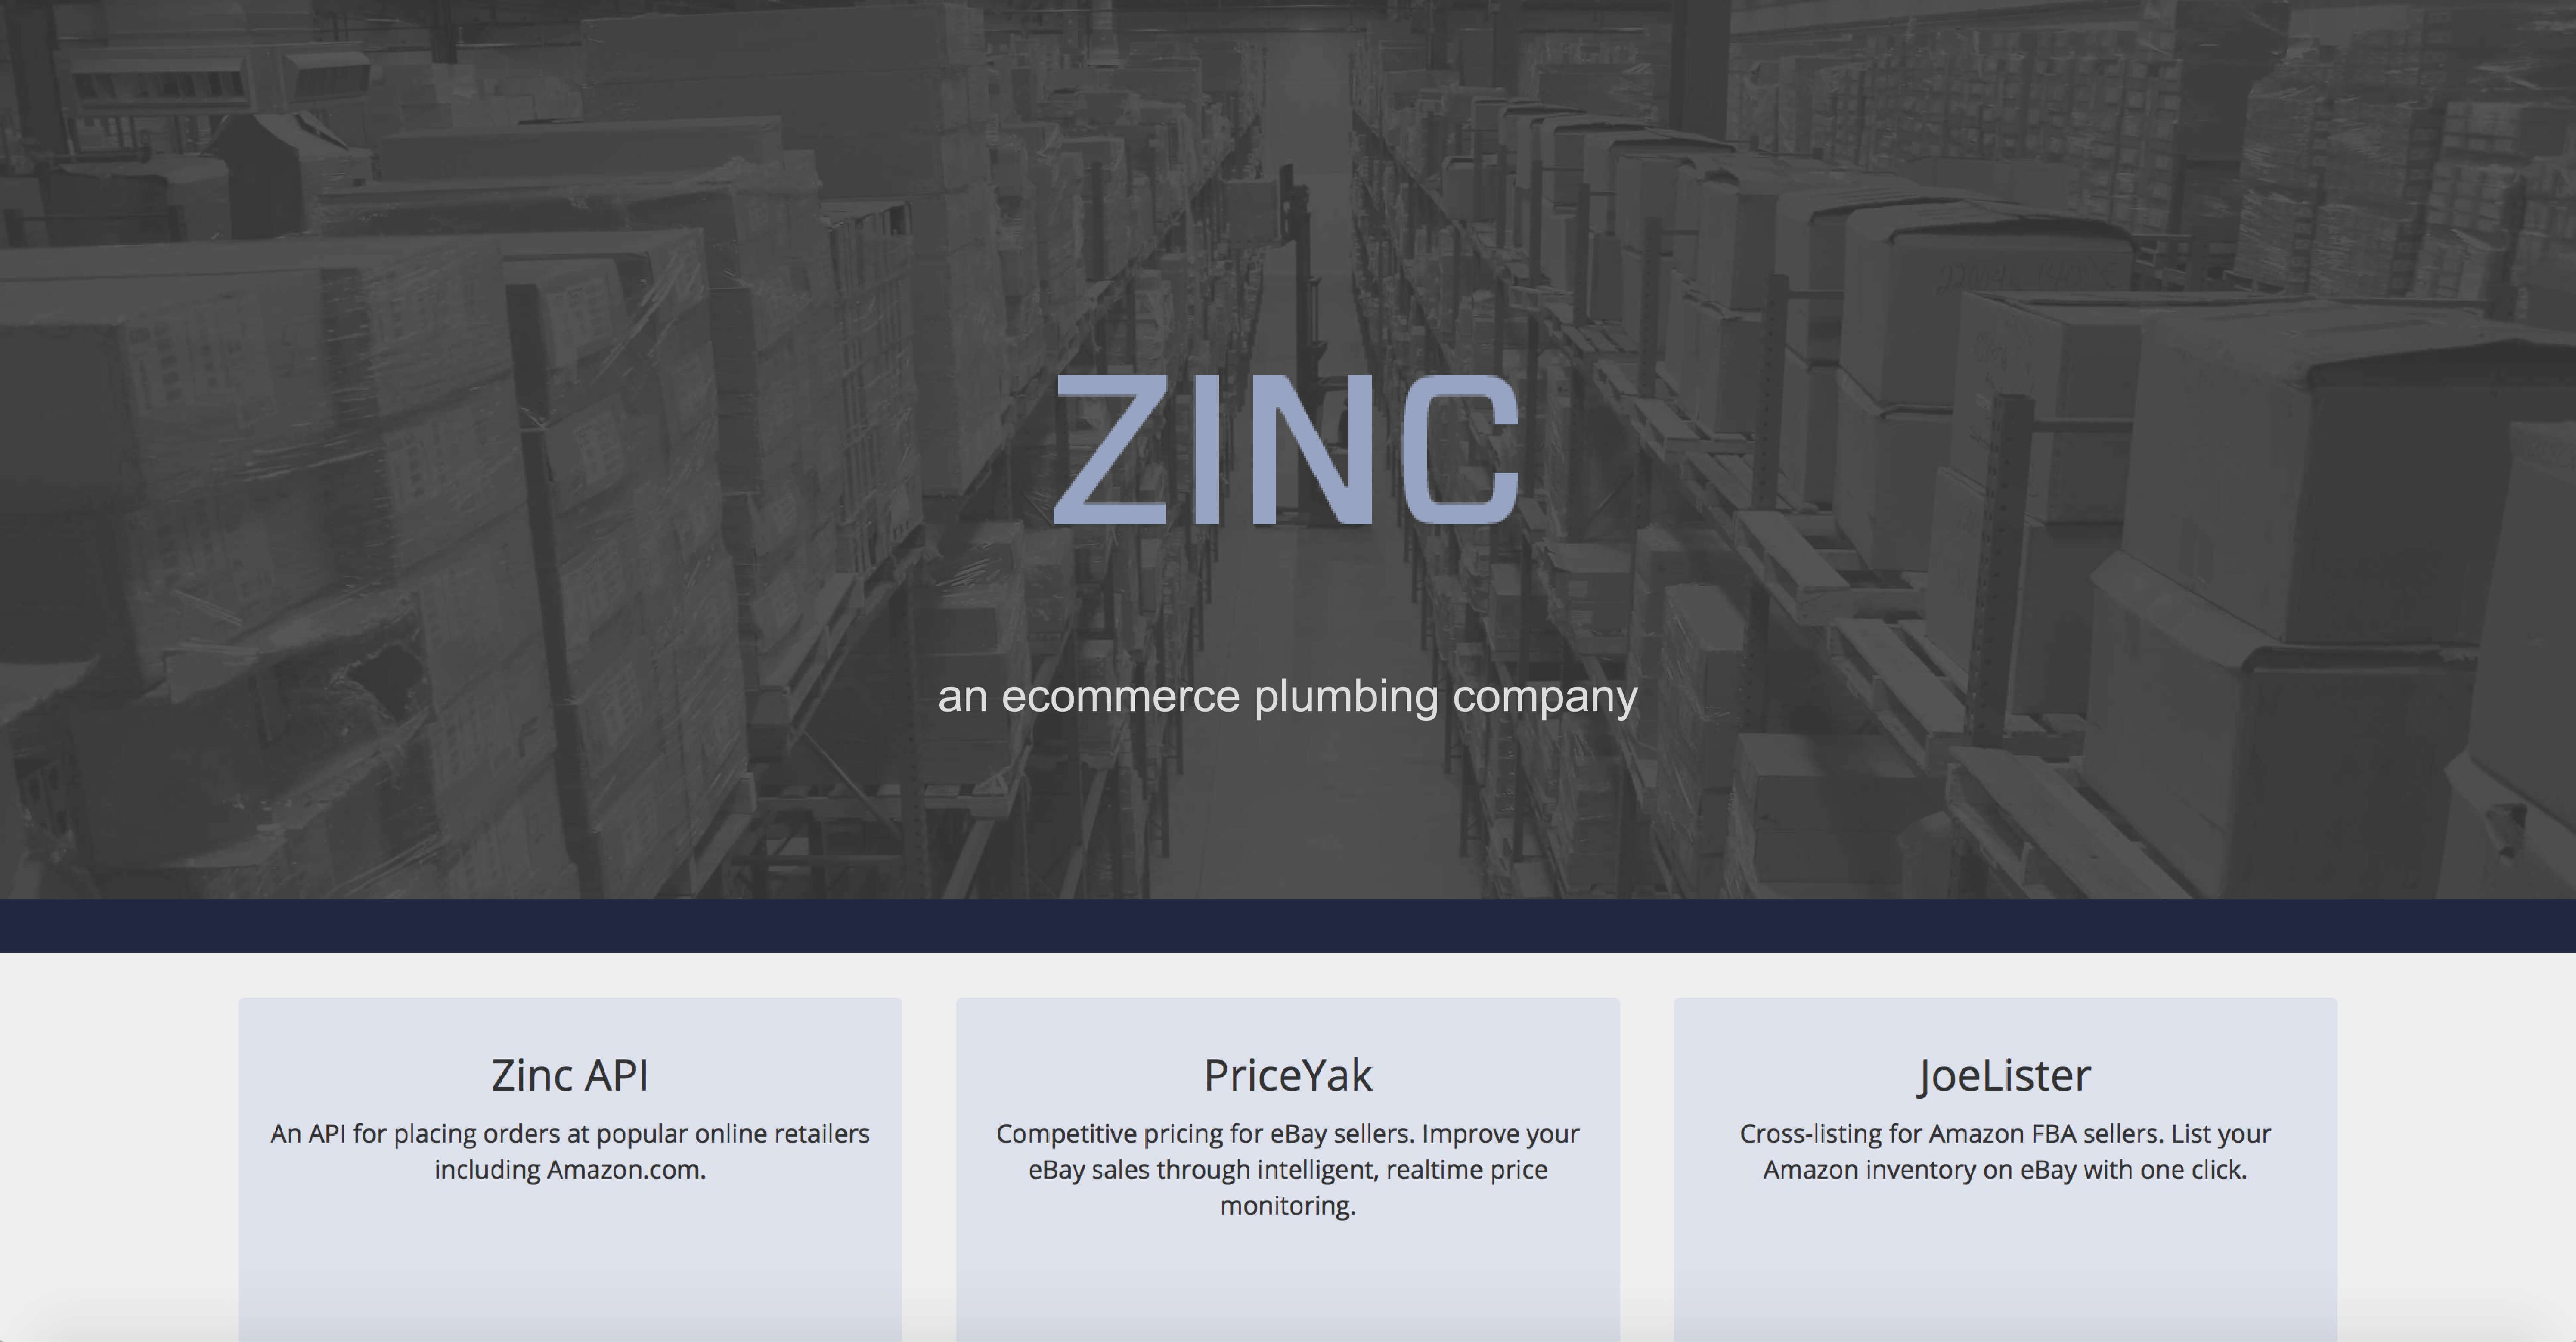 ZINC
an ecommerce plumbing company
Zinc API
An API for placing orders at popular online retailers
including Amazon.com.
PriceYak
Competitive pricing for eBay sellers. Improve your
eBay sales through intelligent, realtime price
monitoring.
JoeLister
Cross-listing for Amazon FBA sellers. List your
Amazon inventory on eBay with one click.